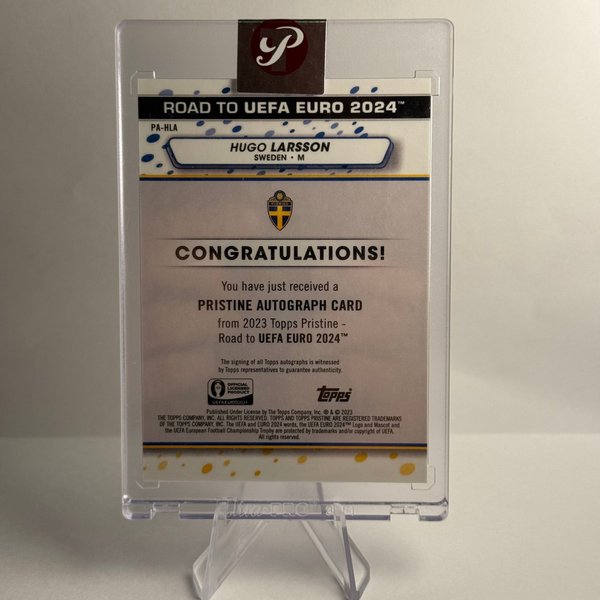 P
ROAD TO UEFA EURO 2024™
PA-HLA
HUGO LARSSON
SWEDEN • M
CONGRATULATIONS!
You have just received a
PRISTINE AUTOGRAPH CARD
from 2023 Topps Pristine -
Road to UEFA EURO 2024™
The signing of all Topps autographs is witnessed
by Topps representatives to guarantee authenticity.
OFFICIAL
LICENSED
PRODUCT
UEFA EURO2024
Topps
Published Under License by The Topps Company, Inc. ® & © 2023
THE TOPPS COMPANY, INC. ALL RIGHTS RESERVED. TOPPS AND TOPPS PRISTINE ARE REGISTERED TRADEMARKS
OF THE TOPPS COMPANY, INC. The UEFA and EURO 2024 words, the UEFA EURO 2024™ Logo and Mascot and
the UEFA European Football Championship Trophy are protected by trademarks and/or copyright of UEFA.
All rights reserved.